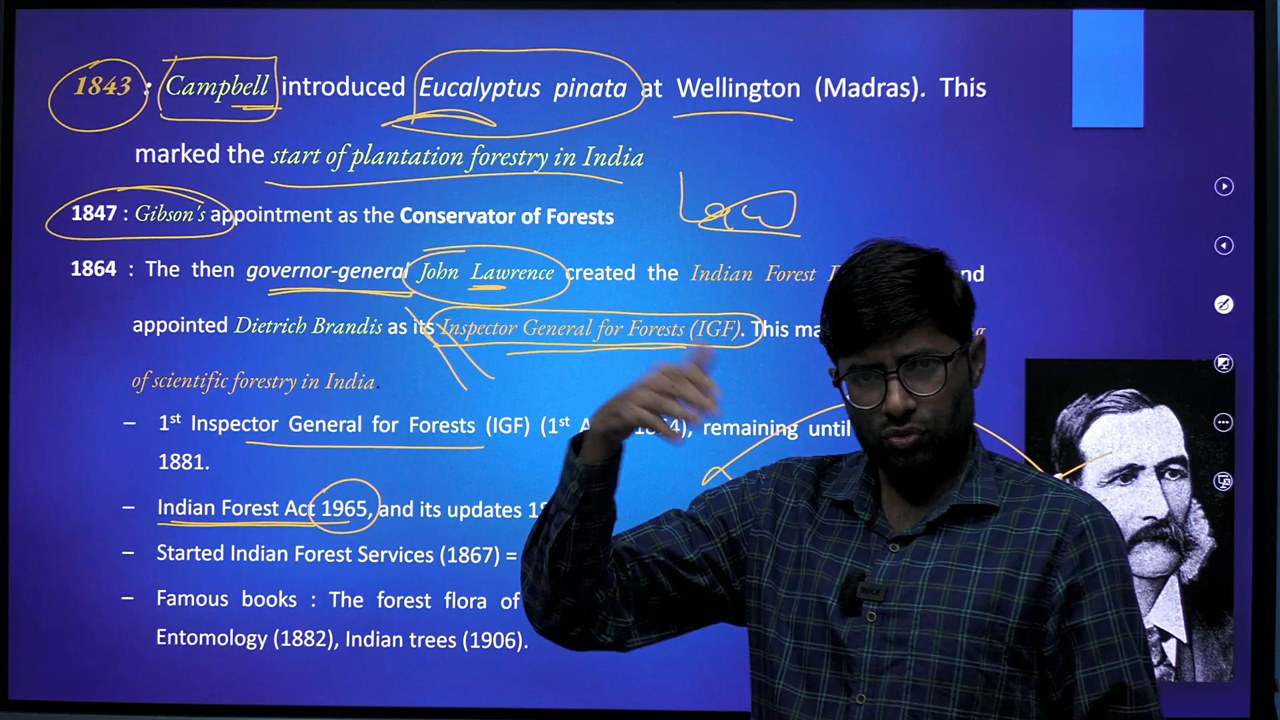 1843 : Campbell introduced Eucalyptus pinata at Wellington (Madras). This
marked the start of plantation forestry in India
Law
1847 : Gibson's appointment as the Conservator of Forests
1864 : The then governor-general John Lawrence created the Indian Forest and
appointed Dietrich Brandis as its Inspector General for Forests (IGF). This
of scientific forestry in India.
– 1st Inspector General for Forests (IGF) (1st remaining until
1881.
– Indian Forest Act 1965, and its updates
– Started Indian Forest Services (1867) =
– Famous books : The forest flora of
Entomology (1882), Indian trees (1906).